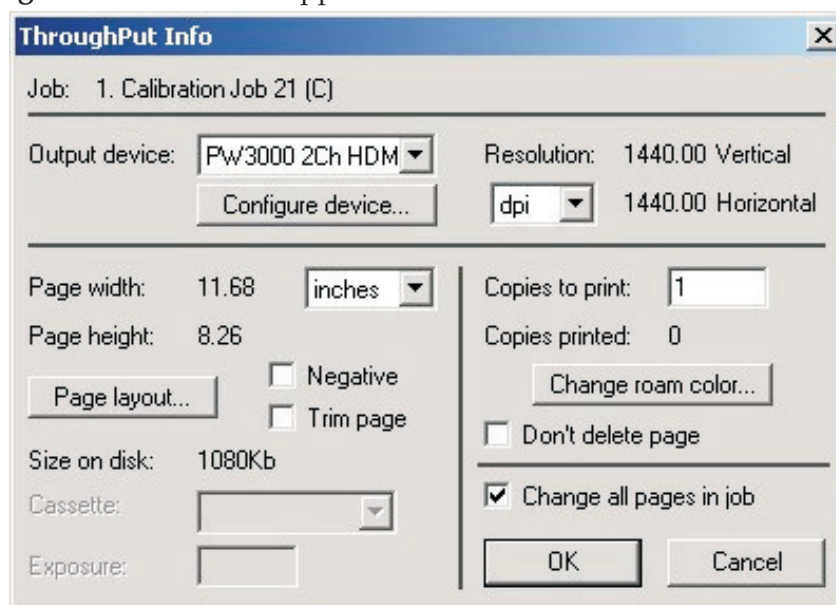 ThroughPut Info
Job: 1. Calibration Job 21 (C)
Output device: PW3000 2Ch HDM
Configure device...
Resolution: 1440.00 Vertical
dpi 1440.00 Horizontal
Page width: 11.68 inches
Page height: 8.26
Negative
Page layout...
Trim page
Size on disk: 1080Kb
Cassette:
Exposure:
Copies to print: 1
Copies printed: 0
Change roam color...
Don't delete page
Change all pages in job
OK Cancel